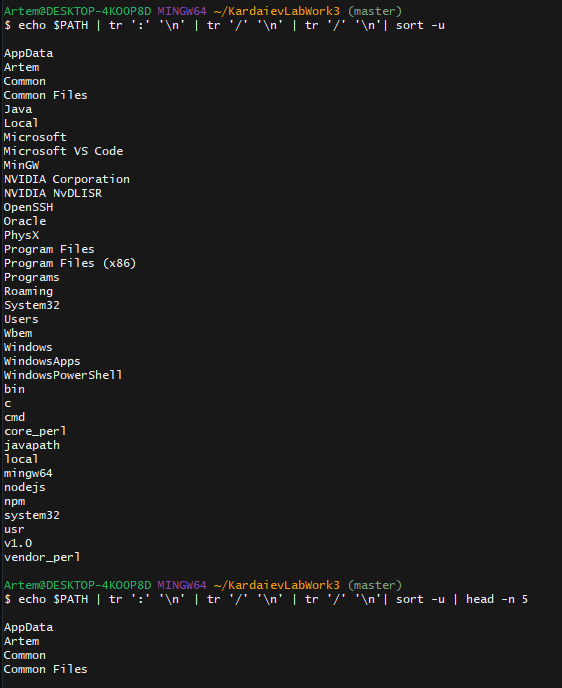 Artem@DESKTOP-4KOOP8D MINGW64 ~/KardaievLabWork3 (master)
$ echo $PATH | tr ':' '\n' | tr '/' '\n' | tr '/' '\n'| sort -u

AppData
Artem
Common
Common Files
Java
Local
Microsoft
Microsoft VS Code
MinGW
NVIDIA Corporation
NVIDIA NvDLISR
OpenSSH
Oracle
PhysX
Program Files
Program Files (x86)
Programs
Roaming
System32
Users
Wbem
Windows
WindowsApps
WindowsPowerShell
bin
c
cmd
core_perl
javapath
local
mingw64
nodejs
npm
system32
usr
v1.0
vendor_perl

Artem@DESKTOP-4KOOP8D MINGW64 ~/KardaievLabWork3 (master)
$ echo $PATH | tr ':' '\n' | tr '/' '\n' | tr '/' '\n'| sort -u | head -n 5

AppData
Artem
Common
Common Files